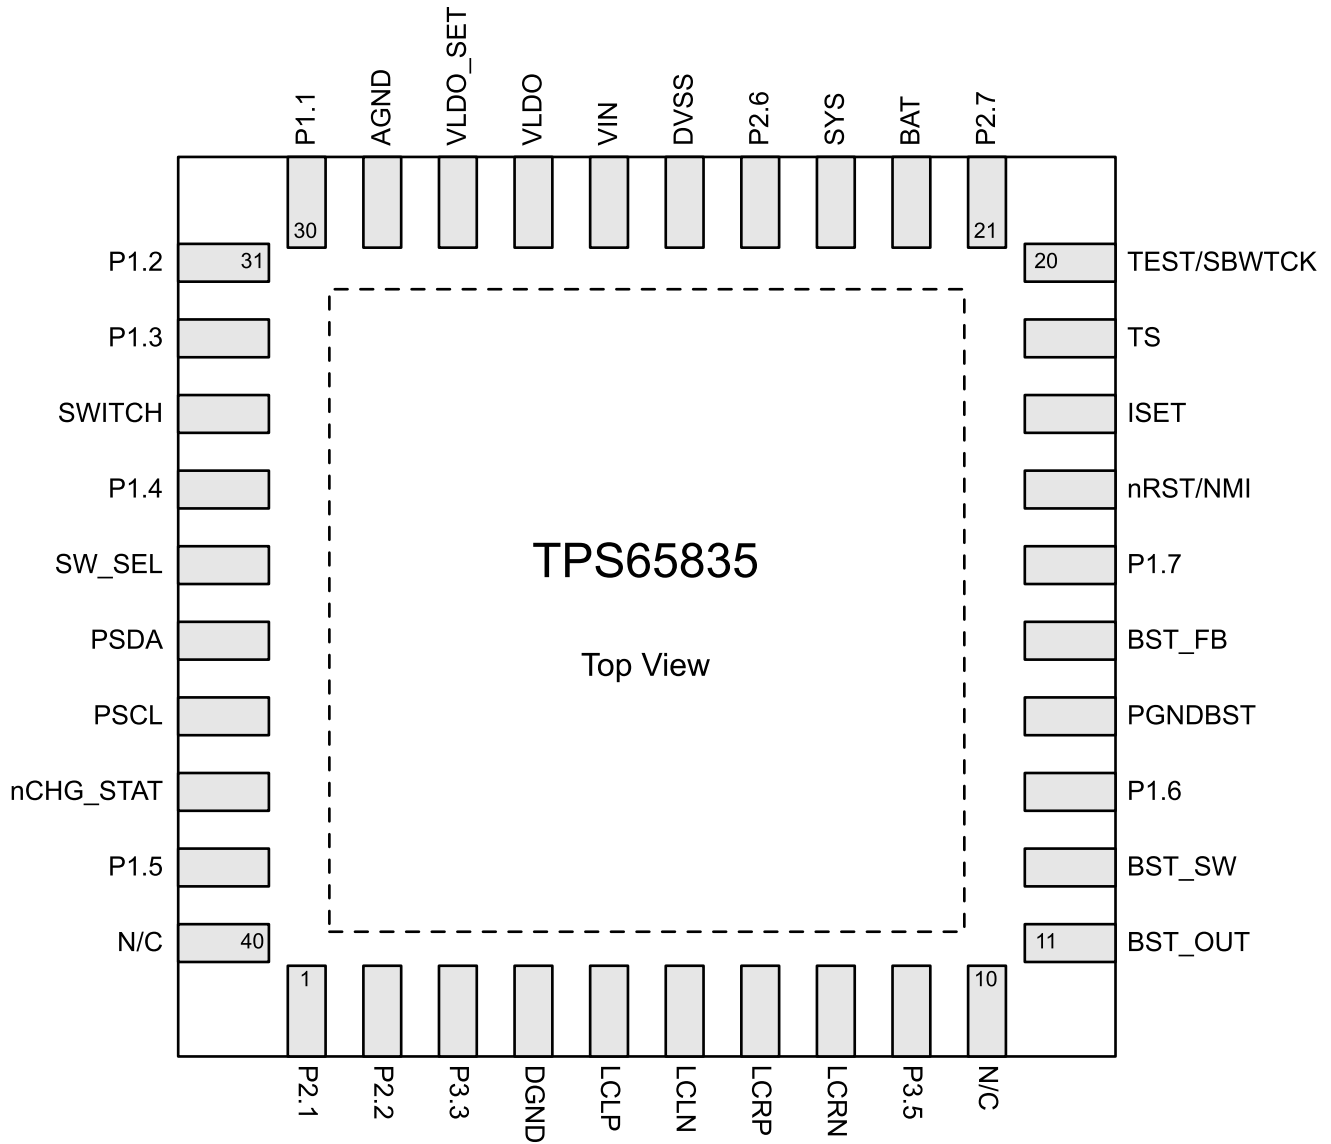 P1.1
AGND
VLDO_SET
VLDO
VIN
DVSS
P2.6
SYS
BAT
P2.7
30
21
P1.2
31
20
TEST/SBWTCK
P1.3
TS
SWITCH
ISET
P1.4
nRST/NMI
SW_SEL
TPS65835
P1.7
PSDA
Top View
BST_FB
PSCL
PGNDBST
nCHG_STAT
P1.6
P1.5
BST_SW
N/C
40
11
BST_OUT
1
10
P2.1
P2.2
P3.3
DGND
LCLP
LCLN
LCRP
LCRN
P3.5
N/C